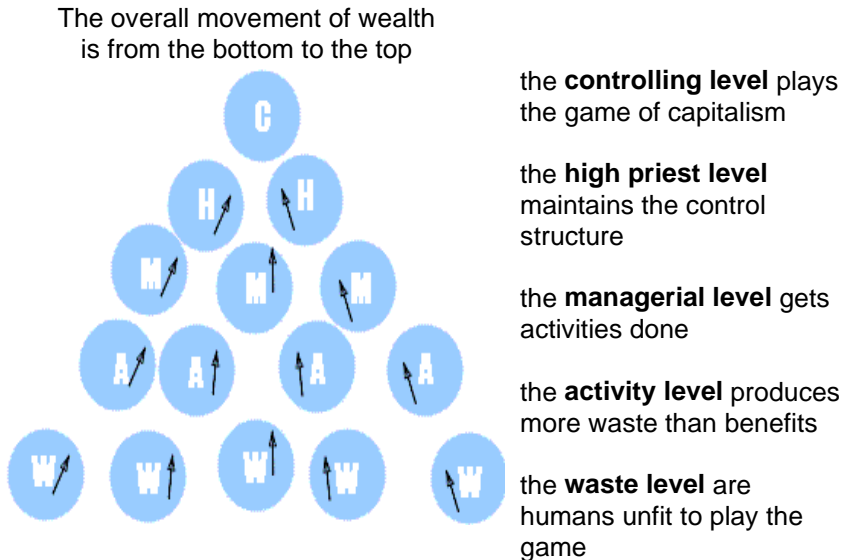 The overall movement of wealth
is from the bottom to the top
C
H H
M M M
A A A A
W W W W W
the controlling level plays
the game of capitalism
the high priest level
maintains the control
structure
the managerial level gets
activities done
the activity level produces
more waste than benefits
the waste level are
humans unfit to play the
game